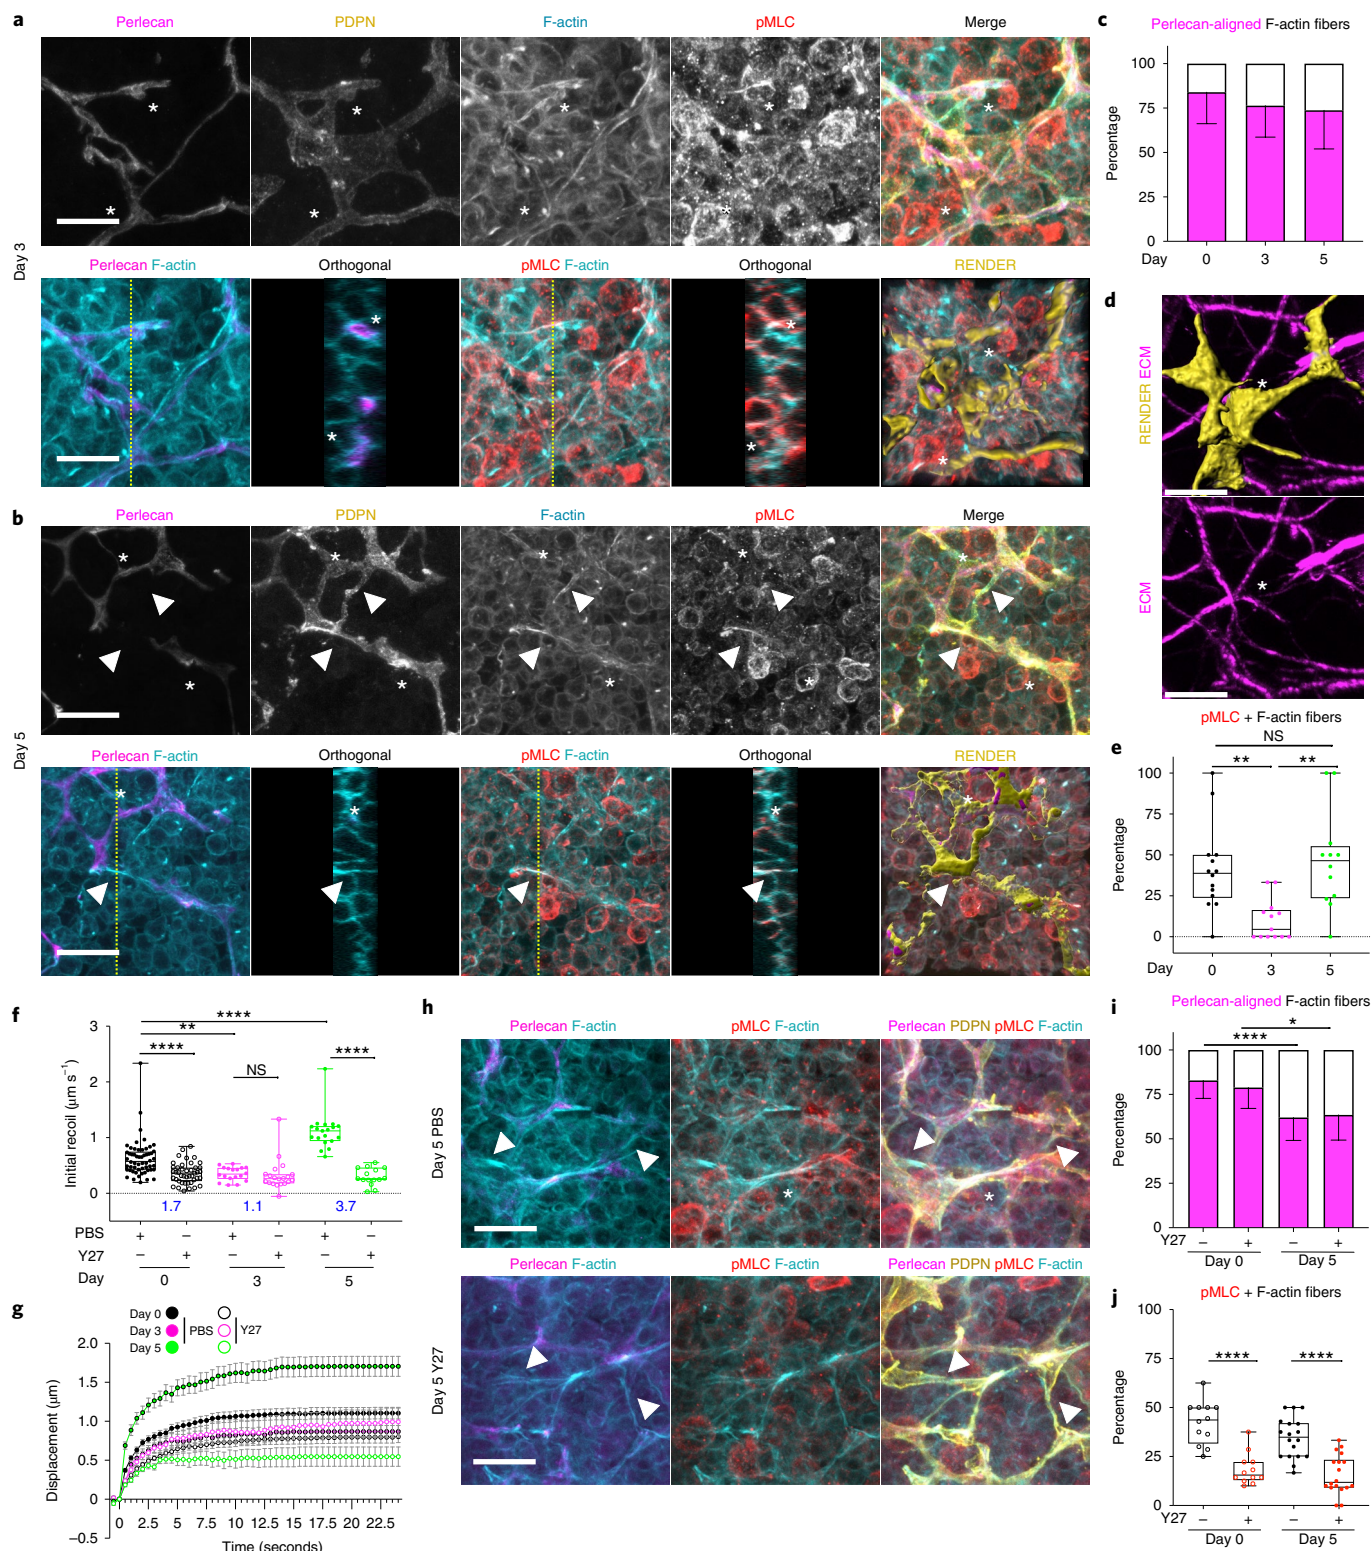 a
Perlecan PDPN F-actin pMLC Merge
Day 3
Perlecan F-actin Orthogonal pMLC F-actin Orthogonal RENDER
b
Perlecan PDPN F-actin pMLC Merge
Day 5
Perlecan F-actin Orthogonal pMLC F-actin Orthogonal RENDER
c
Perlecan-aligned F-actin fibers
Percentage
100
75
50
25
0
Day 0 3 5
d
RENDER ECM
ECM
pMLC + F-actin fibers
e
NS
** **
Percentage
100
75
50
25
0
Day 0 3 5
f
****
**
**** NS ****
Initial recoil (μm s⁻¹)
3
2
1
0
1.7 1.1 3.7
PBS + − + − + −
Y27 − + − + − +
Day 0 3 5
g
Day 0
Day 3 PBS Y27
Day 5
Displacement (μm)
2.0
1.5
1.0
0.5
0
−0.5
0 2.5 5 7.5 10 12.5 15 17.5 20 22.5
Time (seconds)
h
Perlecan F-actin pMLC F-actin Perlecan PDPN pMLC F-actin
Day 5 PBS
Perlecan F-actin pMLC F-actin Perlecan PDPN pMLC F-actin
Day 5 Y27
i
Perlecan-aligned F-actin fibers
*
****
Percentage
100
75
50
25
0
Y27 − + − +
Day 0 Day 5
j
pMLC + F-actin fibers
**** ****
Percentage
100
75
50
25
0
Y27 − + − +
Day 0 Day 5